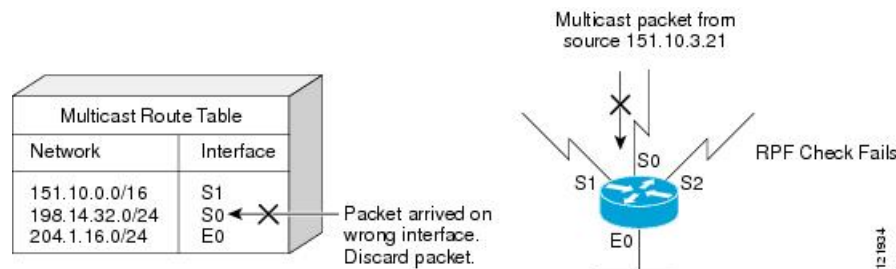 Multicast packet from
source 151.10.3.21
Multicast Route Table
Network Interface
151.10.0.0/16 S1
198.14.32.0/24 S0
204.1.16.0/24 E0
Packet arrived on
wrong interface.
Discard packet.
S0
RPF Check Fails
S1
S2
E0